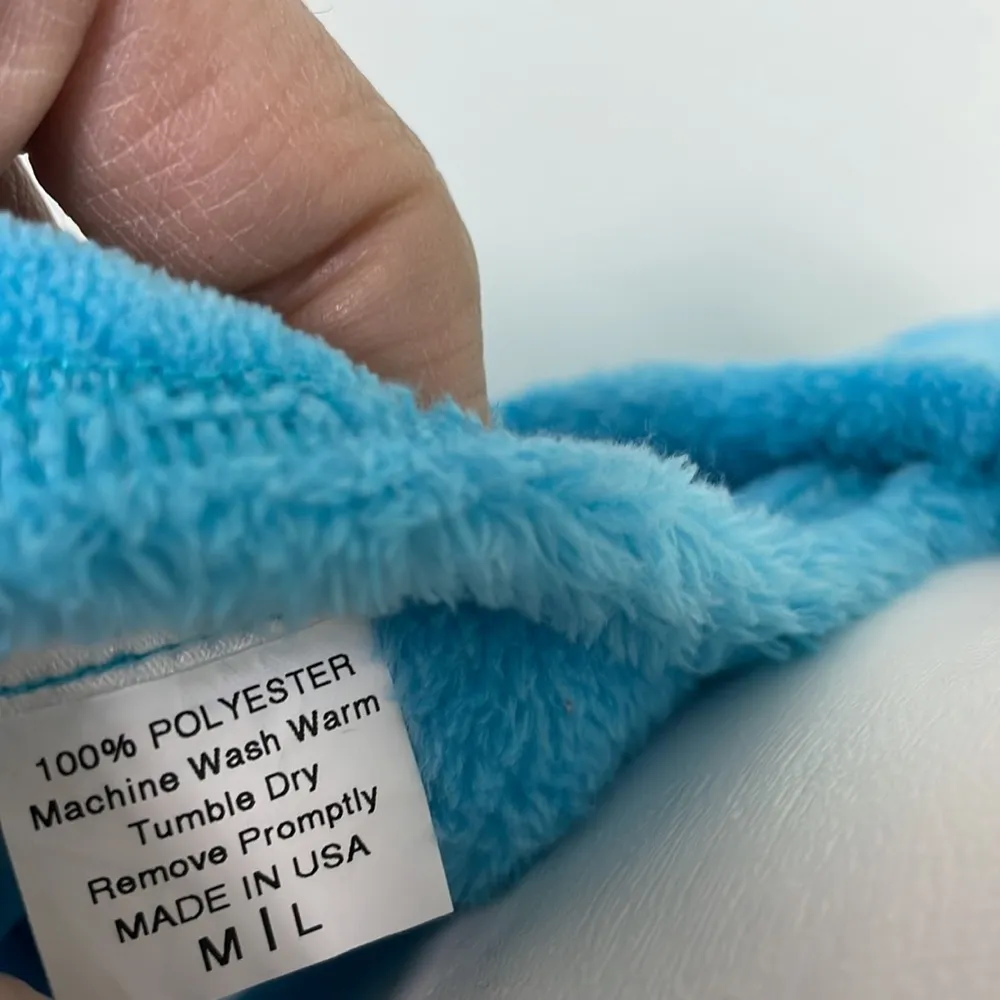 100% POLYESTER
Machine Wash Warm
Tumble Dry
Remove Promptly
MADE IN USA
M | L